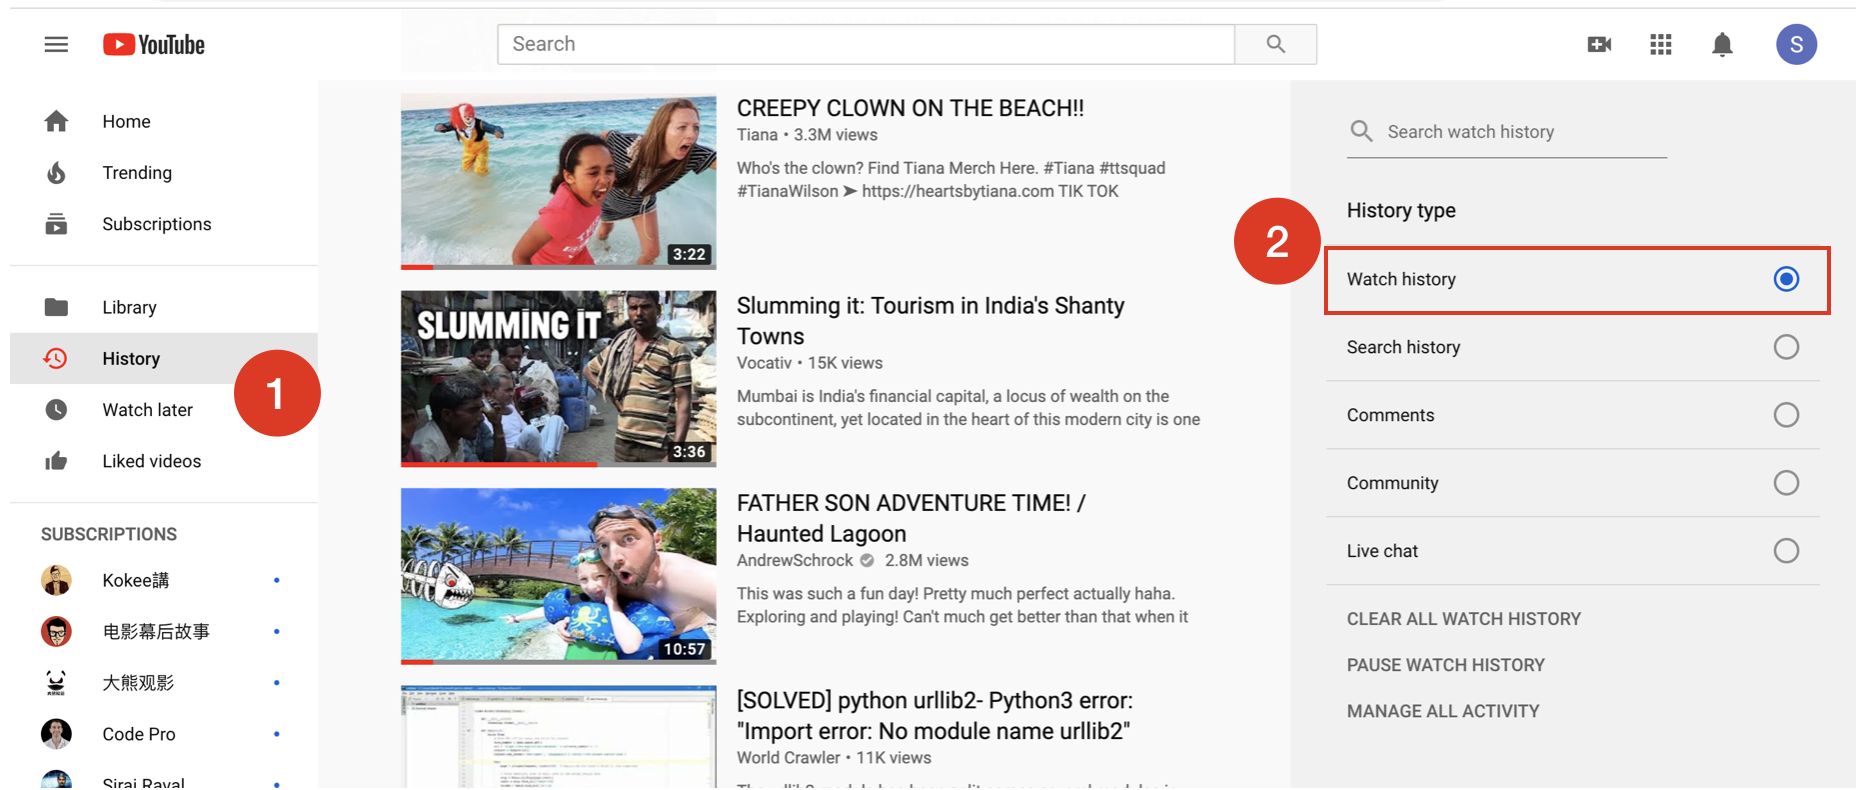 YouTube
Search
S
Home
Trending
Subscriptions
Library
History
1
Watch later
Liked videos
SUBSCRIPTIONS
Kokee講
电影幕后故事
大熊观影
Code Pro
Siraj Raval
CREEPY CLOWN ON THE BEACH!!
Tiana • 3.3M views
Who's the clown? Find Tiana Merch Here. #Tiana #ttsquad
#TianaWilson ➤ https://heartsbytiana.com TIK TOK
3:22
SLUMMING IT
3:36
Slumming it: Tourism in India's Shanty
Towns
Vocativ • 15K views
Mumbai is India's financial capital, a locus of wealth on the
subcontinent, yet located in the heart of this modern city is one
10:57
FATHER SON ADVENTURE TIME! /
Haunted Lagoon
AndrewSchrock 2.8M views
This was such a fun day! Pretty much perfect actually haha.
Exploring and playing! Can't much get better than that when it
[SOLVED] python urllib2- Python3 error:
"Import error: No module name urllib2"
World Crawler • 11K views
Search watch history
History type
2
Watch history
Search history
Comments
Community
Live chat
CLEAR ALL WATCH HISTORY
PAUSE WATCH HISTORY
MANAGE ALL ACTIVITY